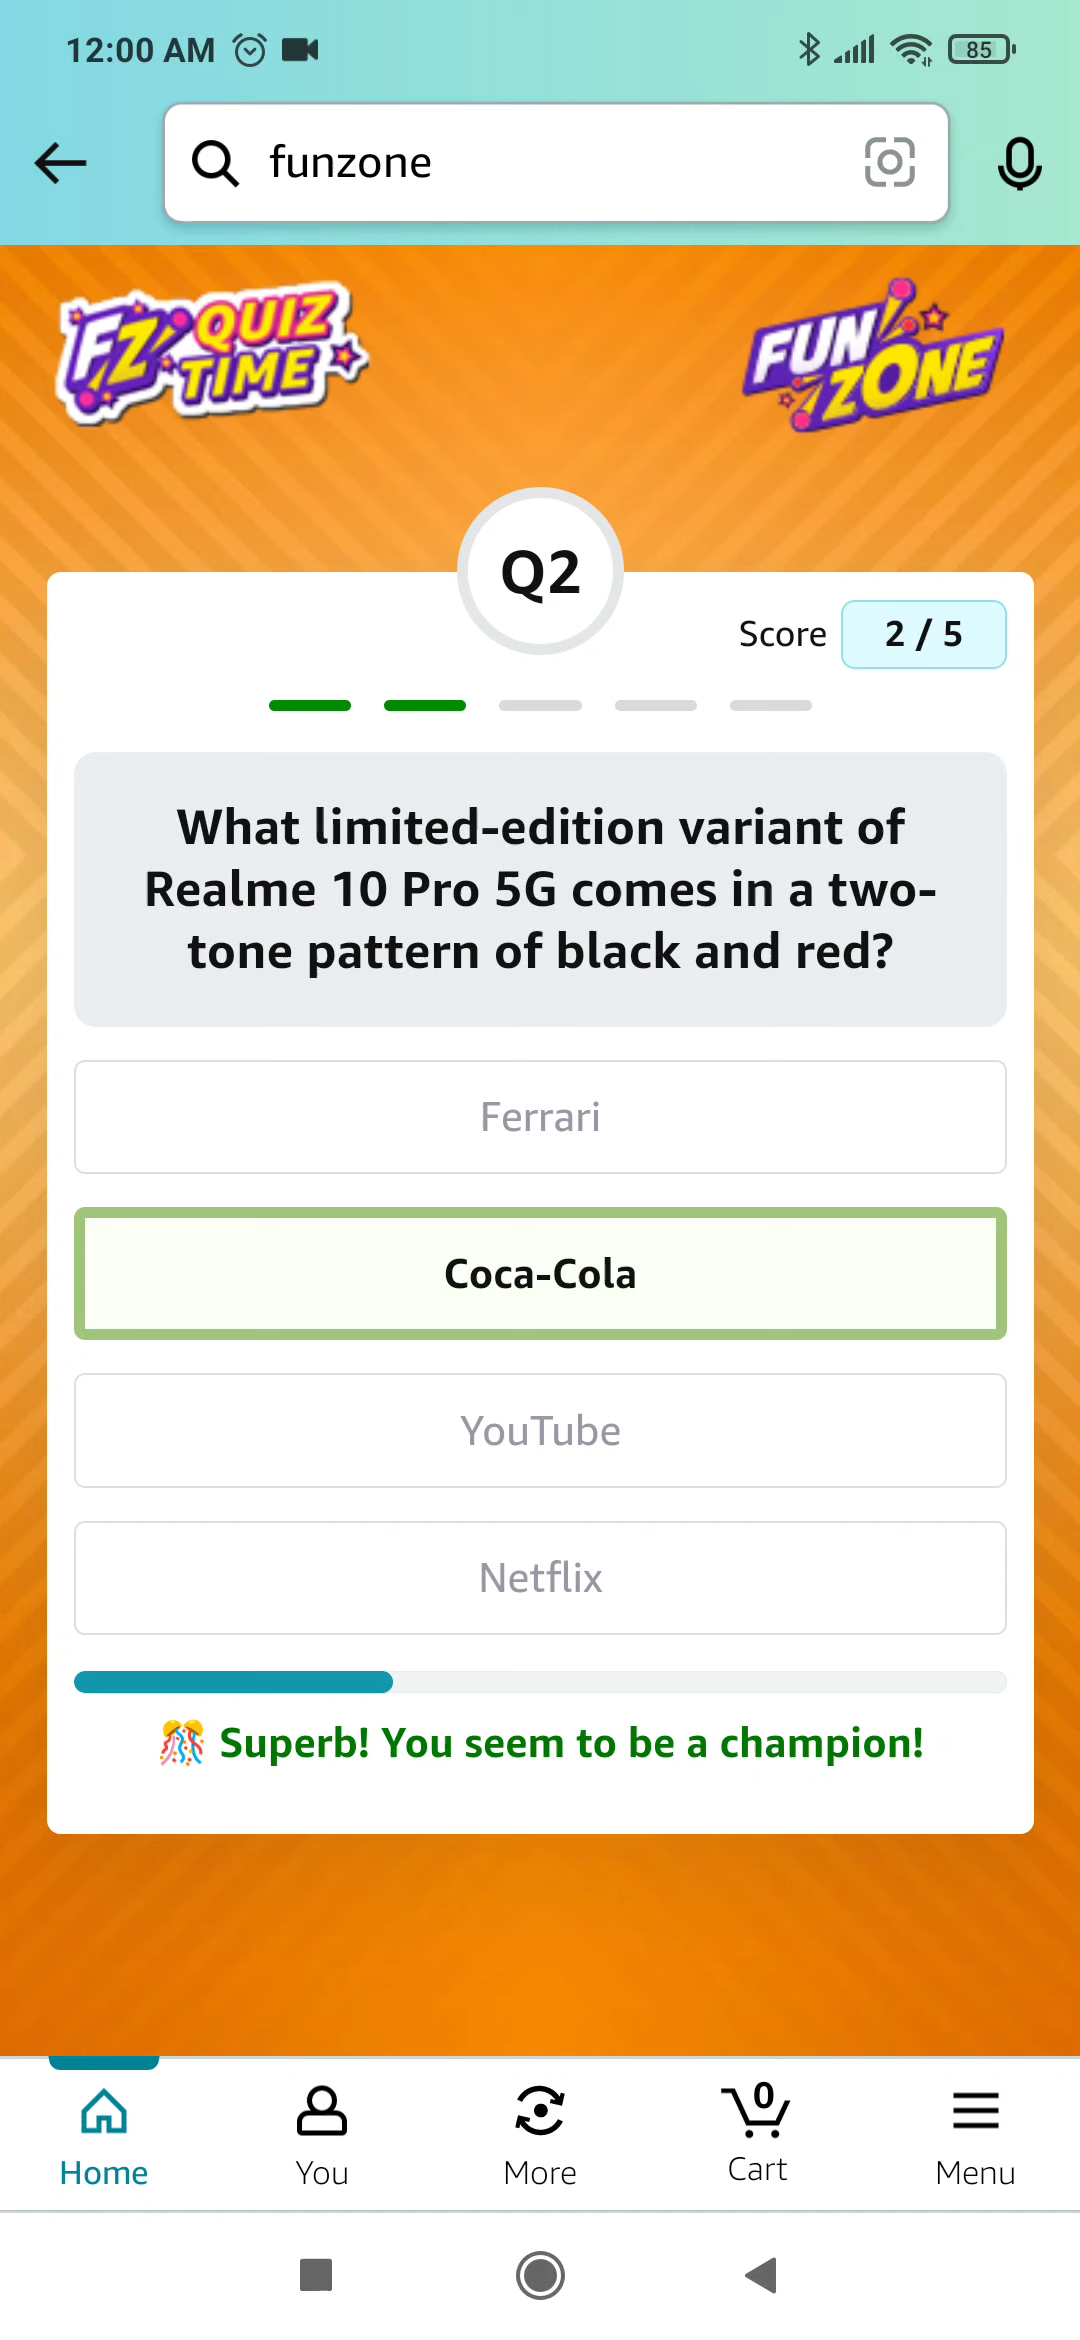 12:00 AM
85
funzone
FZ QUIZ TIME
FUN ZONE
Q2
Score 2 / 5
What limited-edition variant of
Realme 10 Pro 5G comes in a two-
tone pattern of black and red?
Ferrari
Coca-Cola
YouTube
Netflix
🎊 Superb! You seem to be a champion!
0
Home You More Cart Menu